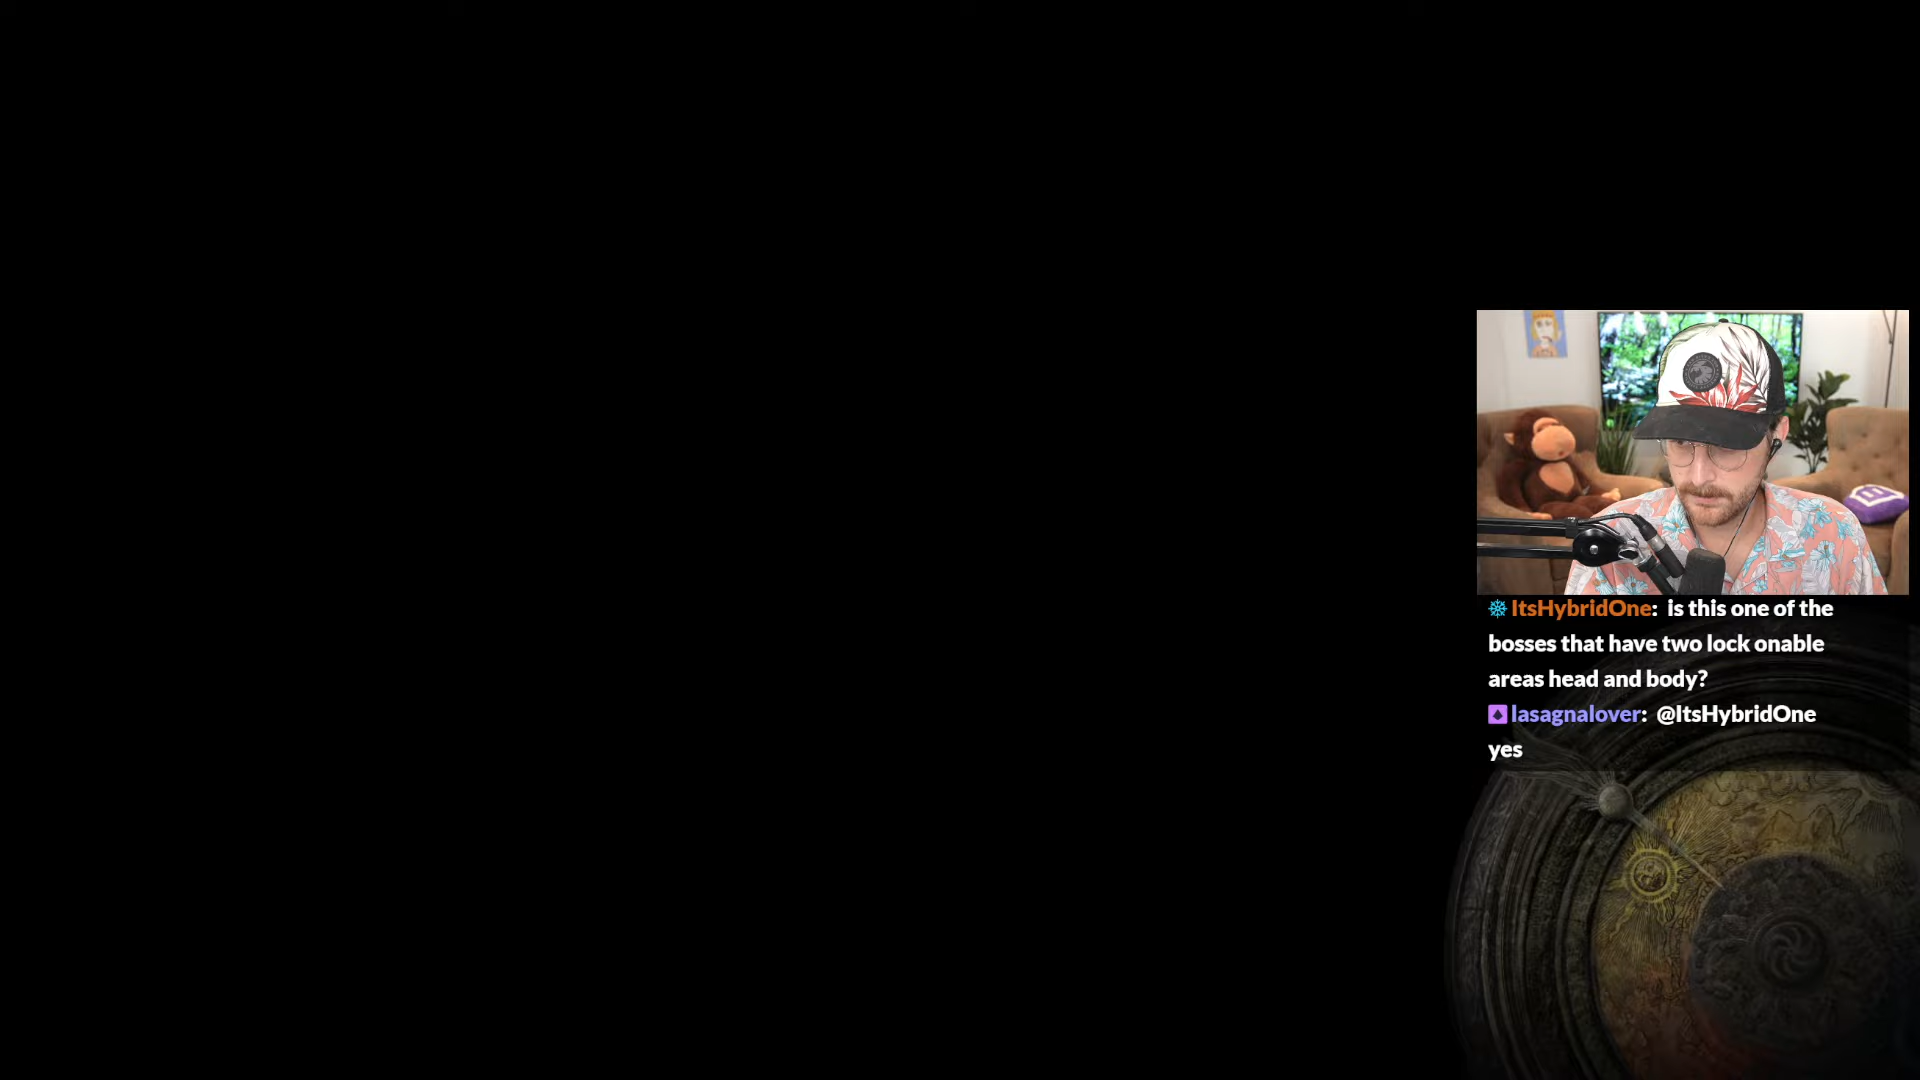 ItsHybridOne: is this one of the
bosses that have two lock onable
areas head and body?
lasagnalover: @ItsHybridOne
yes